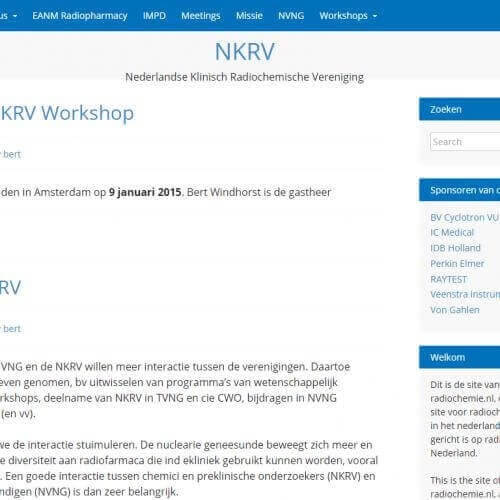 us EANM Radiopharmacy IMPD Meetings Missie NVNG Workshops
NKRV
Nederlandse Klinisch Radiochemische Vereniging
KRV Workshop
bert
den in Amsterdam op 9 januari 2015. Bert Windhorst is de gastheer
RV
bert
VNG en de NKRV willen meer interactie tussen de verenigingen. Daartoe
even genomen, bv uitwisselen van programma's van wetenschappelijk
rkshops, deelname van NKRV in TVNG en cie CWO, bijdragen in NVNG
(en vv).
we de interactie stuimuleren. De nuclearie geneesunde beweegt zich meer en
e diversiteit aan radiofarmaca die ind ekliniek gebruikt kunnen worden, vooral
. Een goede interactie tussen chemici en preklinische onderzoekers (NKRV) en
ndigen (NVNG) is dan zeer belangrijk.
Zoeken
Search
Sponsoren van d
BV Cyclotron VU
IC Medical
IDB Holland
Perkin Elmer
RAYTEST
Veenstra Instrum
Von Gahlen
Welkom
Dit is de site van
radiochemie.nl,
site voor radioch
in het nederland
gericht is op rad
Nederland.
This is the site o
radiochemie.nl,